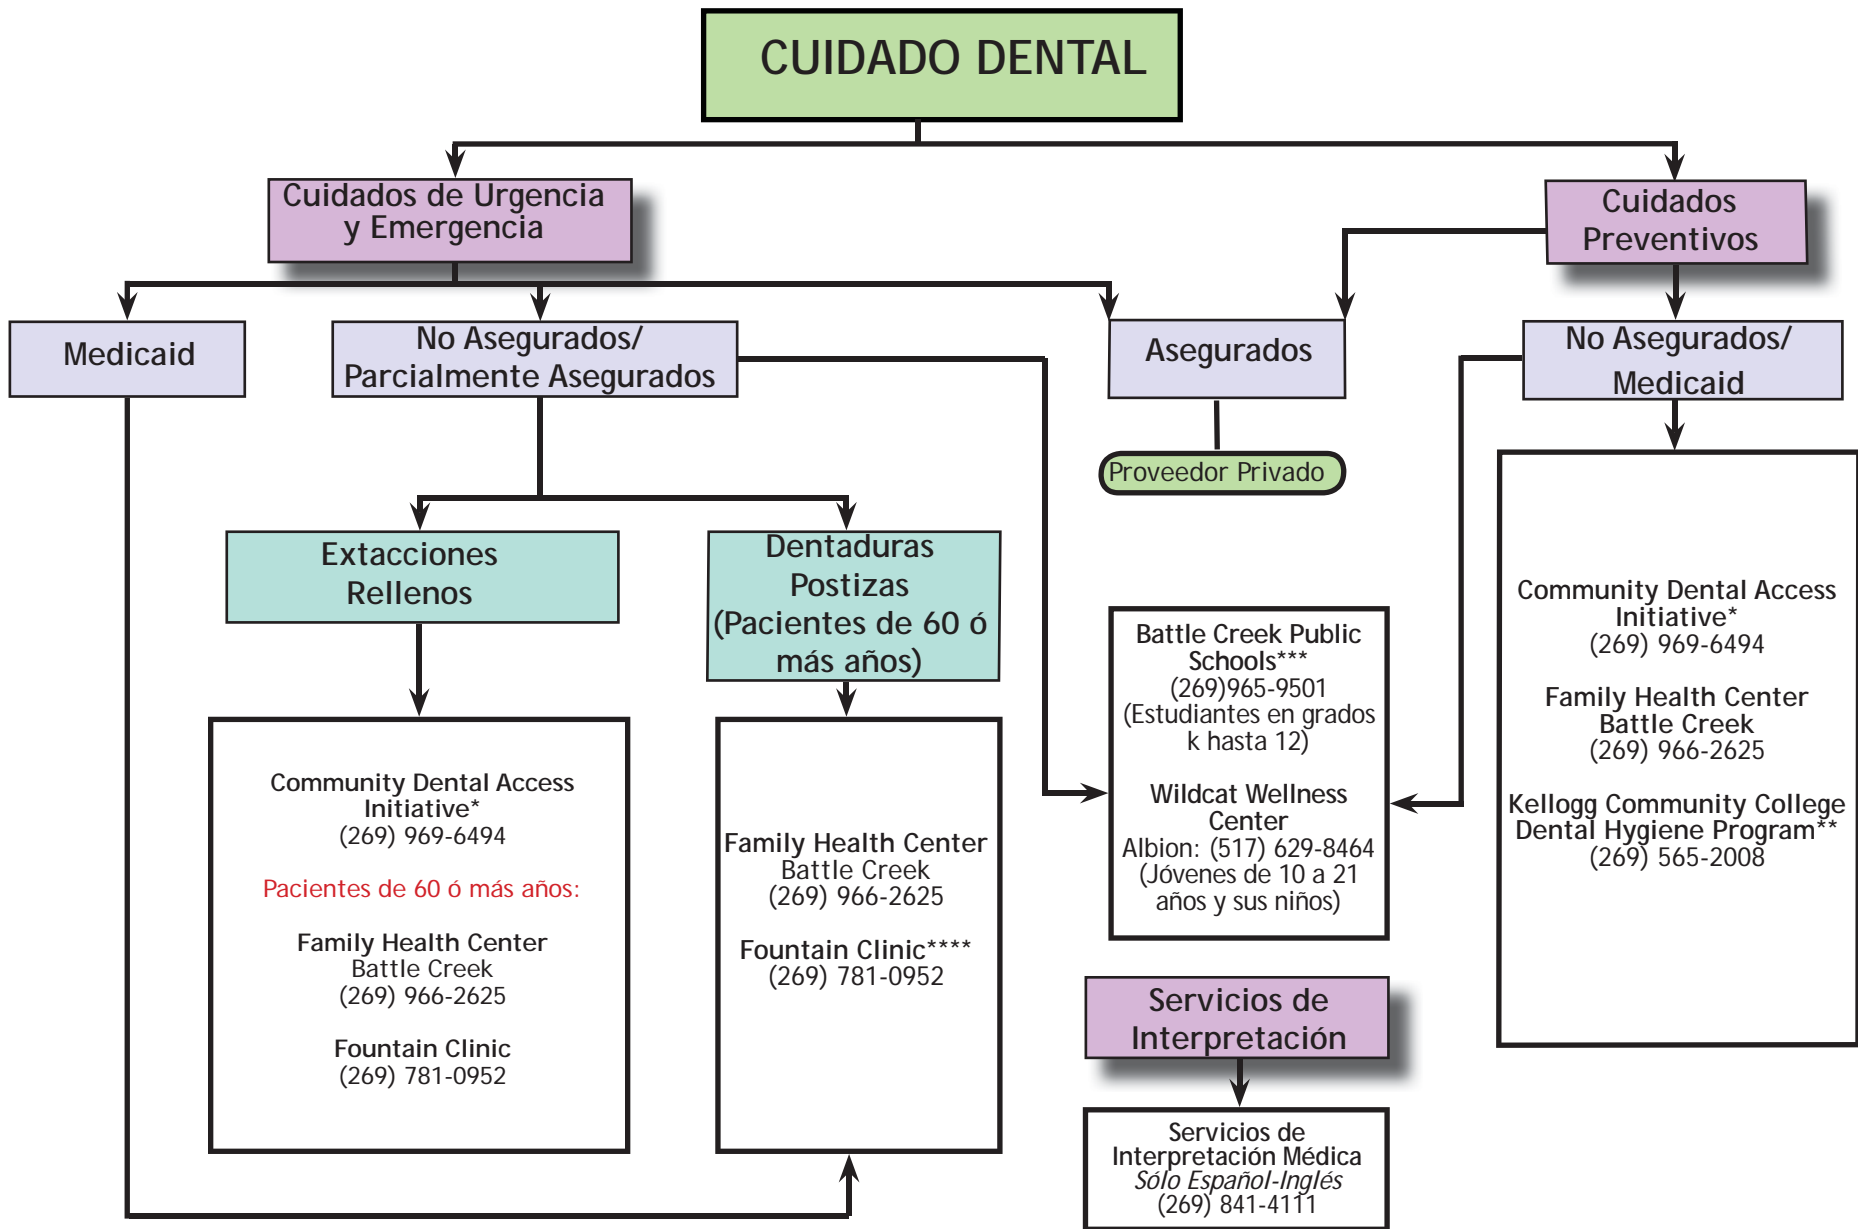 CUIDADO DENTAL
Cuidados de Urgencia
y Emergencia
Cuidados
Preventivos
Medicaid
No Asegurados/
Parcialmente Asegurados
Asegurados
No Asegurados/
Medicaid
Proveedor Privado
Extacciones
Rellenos
Dentaduras
Postizas
(Pacientes de 60 ó
más años)
Community Dental Access
Initiative*
(269) 969-6494
Pacientes de 60 ó más años:
Family Health Center
Battle Creek
(269) 966-2625
Fountain Clinic
(269) 781-0952
Family Health Center
Battle Creek
(269) 966-2625
Fountain Clinic****
(269) 781-0952
Battle Creek Public
Schools***
(269)965-9501
(Estudiantes en grados
k hasta 12)
Wildcat Wellness
Center
Albion: (517) 629-8464
(Jóvenes de 10 a 21
años y sus niños)
Community Dental Access
Initiative*
(269) 969-6494
Family Health Center
Battle Creek
(269) 966-2625
Kellogg Community College
Dental Hygiene Program**
(269) 565-2008
Servicios de
Interpretación
Servicios de
Interpretación Médica
Sólo Español-Inglés
(269) 841-4111